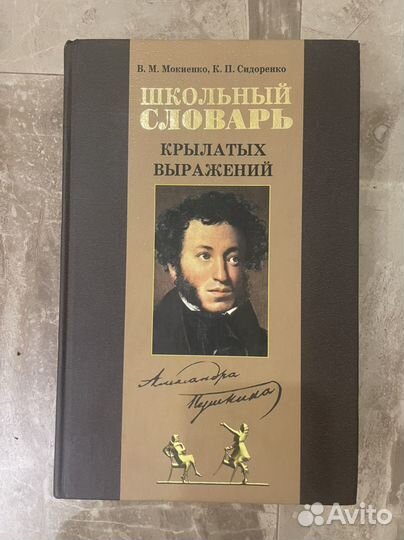 В. М. Мокиенко, К. П. Сидоренко
ШКОЛЬНЫЙ
СЛОВАРЬ
КРЫЛАТЫХ
ВЫРАЖЕНИЙ
Александра
Пушкина
Avito